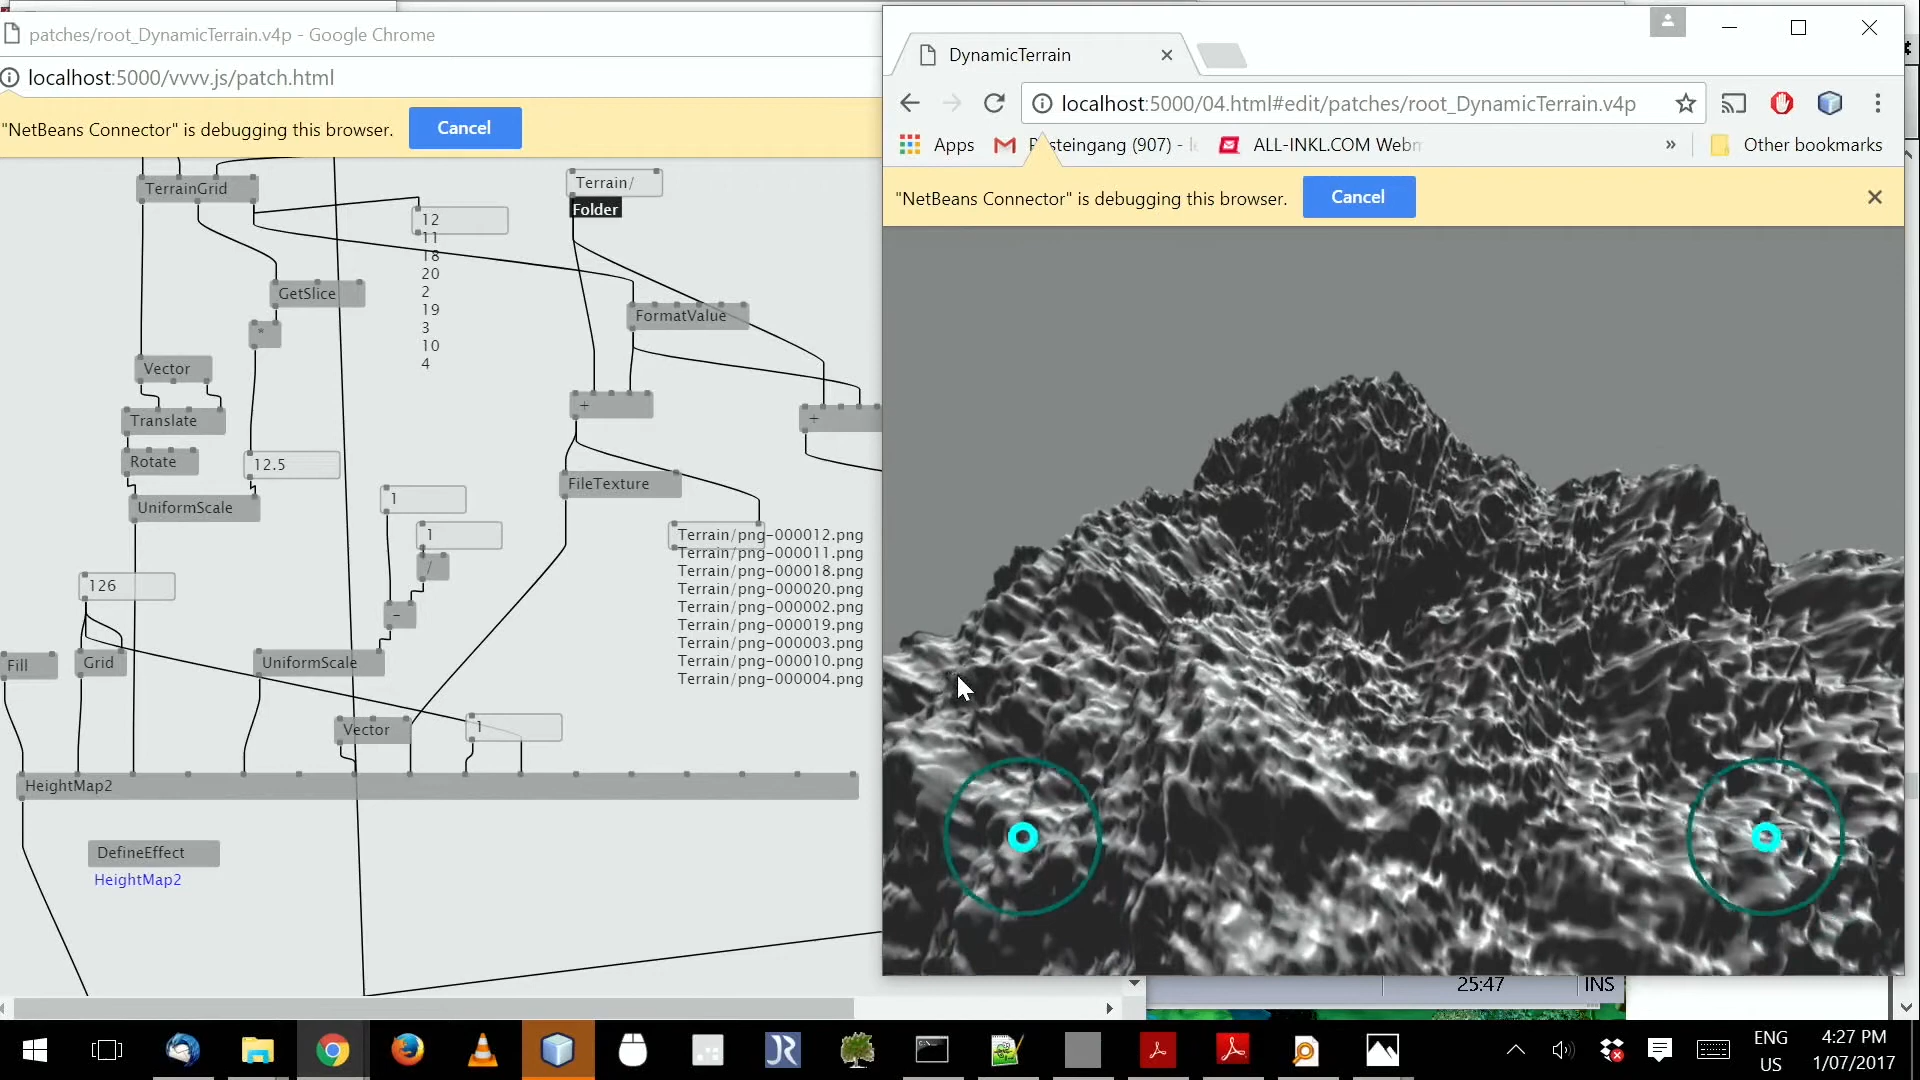 patches/root_DynamicTerrain.v4p - Google Chrome
localhost:5000/vvvv.js/patch.html
"NetBeans Connector" is debugging this browser.
Cancel
TerrainGrid
12
11
18
20
2
19
3
10
4
Terrain/
Folder
GetSlice
*
FormatValue
Vector
Translate
Rotate
12.5
UniformScale
+
+
FileTexture
1
1
/
-
Terrain/png-000012.png
Terrain/png-000011.png
Terrain/png-000018.png
Terrain/png-000020.png
Terrain/png-000002.png
Terrain/png-000019.png
Terrain/png-000003.png
Terrain/png-000010.png
Terrain/png-000004.png
126
Fill
Grid
UniformScale
Vector
1
HeightMap2
DefineEffect
HeightMap2
DynamicTerrain
localhost:5000/04.html#edit/patches/root_DynamicTerrain.v4p
Apps
Posteingang (907) -
ALL-INKL.COM Webm
»
Other bookmarks
"NetBeans Connector" is debugging this browser.
Cancel
25:47
INS
ENG
US
4:27 PM
1/07/2017